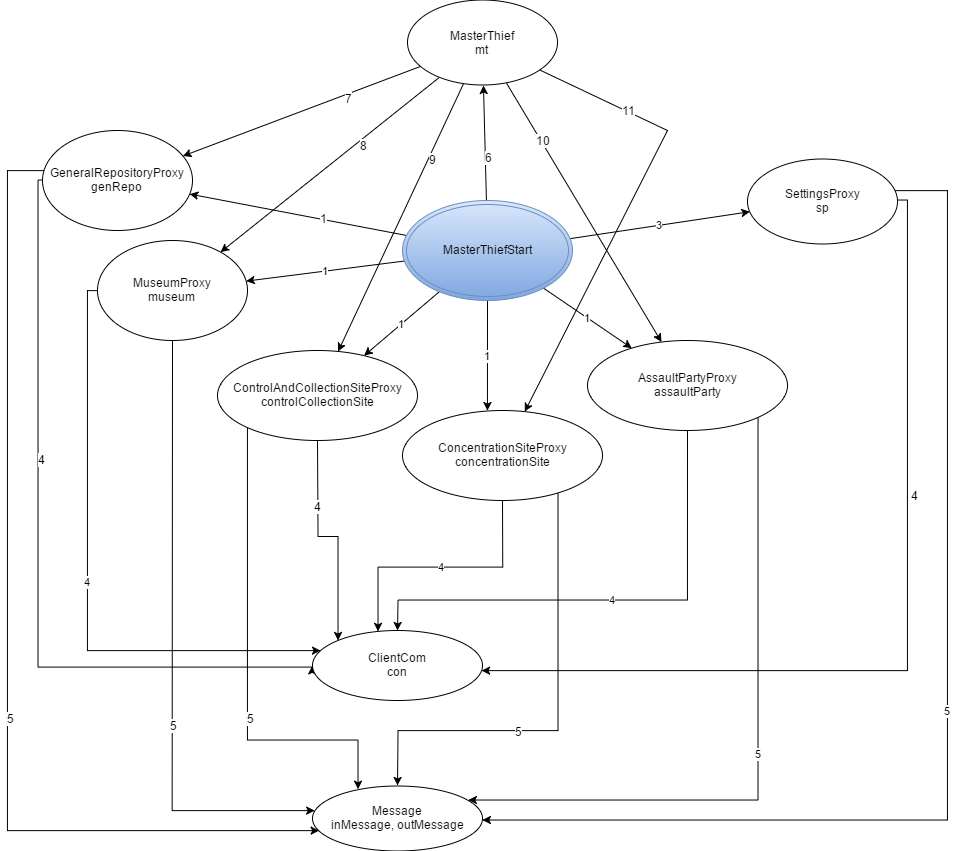 MasterThief
mt
7
8
9
6
10
11
GeneralRepositoryProxy
genRepo
1
3
SettingsProxy
sp
MasterThiefStart
1
MuseumProxy
museum
1
1
1
ControlAndCollectionSiteProxy
controlCollectionSite
AssaultPartyProxy
assaultParty
ConcentrationSiteProxy
concentrationSite
4
4
4
4
4
4
ClientCom
con
5
5
5
5
5
5
Message
inMessage, outMessage